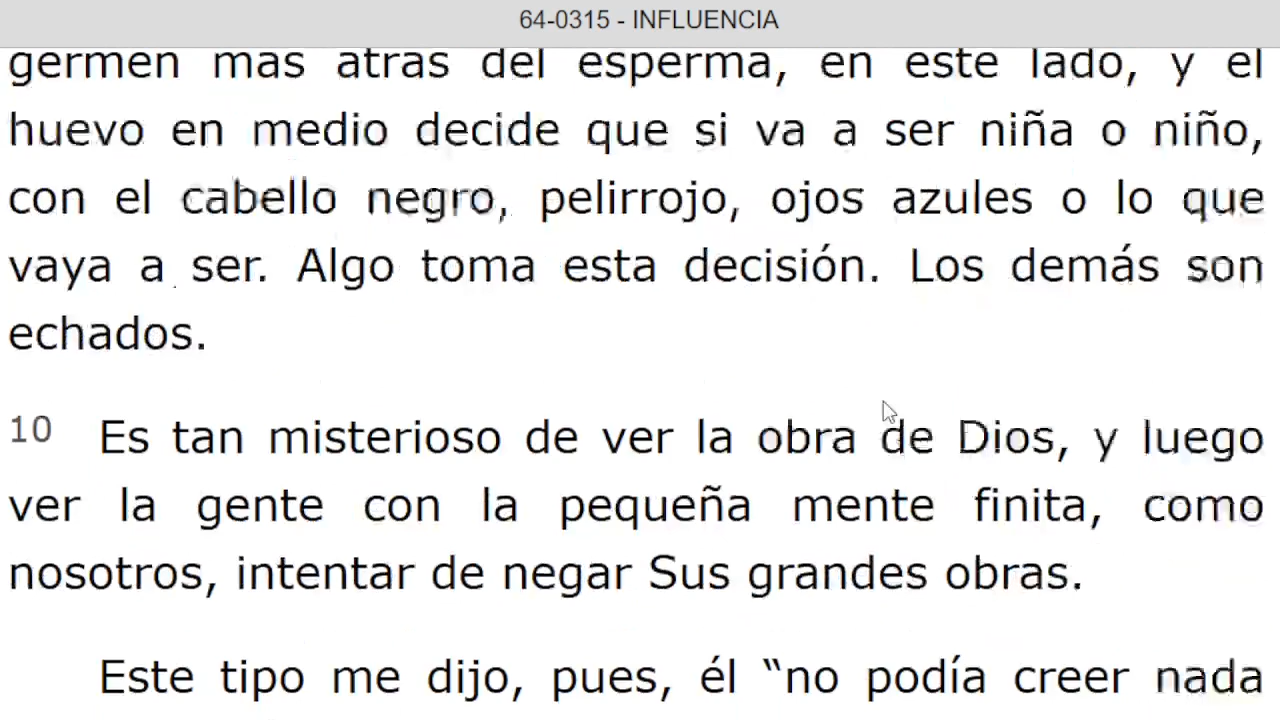 64-0315 - INFLUENCIA
germen más atrás del esperma, en este lado, y el
huevo en medio decide que si va a ser niña o niño,
con el cabello negro, pelirrojo, ojos azules o lo que
vaya a ser. Algo toma esta decisión. Los demás son
echados.
10 Es tan misterioso de ver la obra de Dios, y luego
ver la gente con la pequeña mente finita, como
nosotros, intentar de negar Sus grandes obras.
Este tipo me dijo, pues, él “no podía creer nada